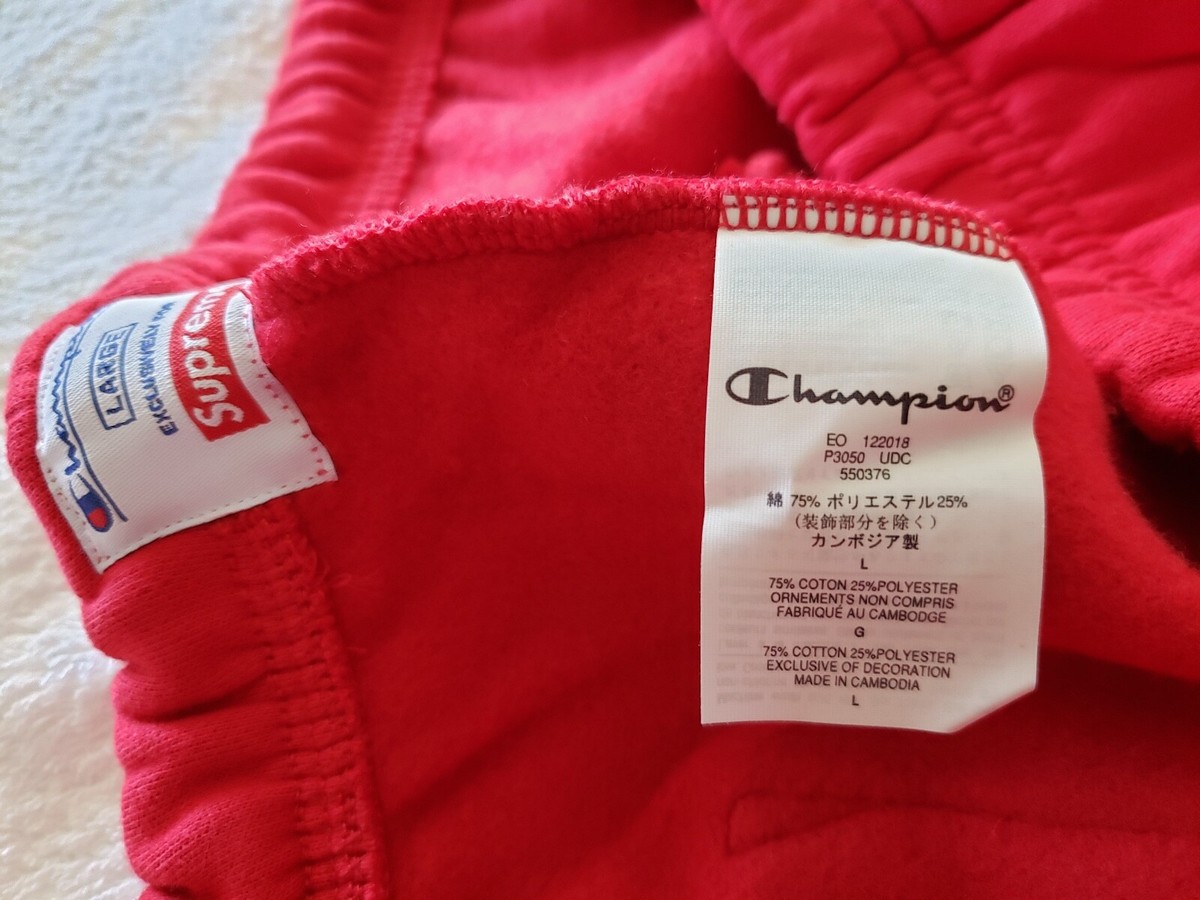 Champion
LARGE
EXCLUSIVELY FOR
Supreme
Champion®
EO 122018
P3050 UDC
550376
綿 75% ポリエステル25%
(装飾部分を除く)
カンボジア製
L
75% COTON 25%POLYESTER
ORNEMENTS NON COMPRIS
FABRIQUÉ AU CAMBODGE
G
75% COTTON 25%POLYESTER
EXCLUSIVE OF DECORATION
MADE IN CAMBODIA
L